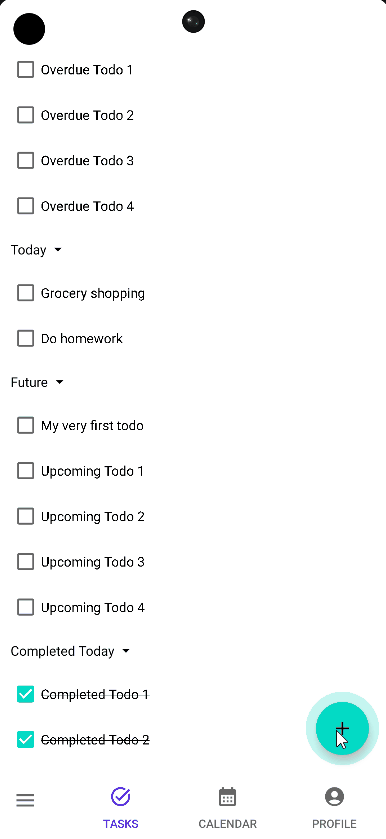 Overdue Todo 1
Overdue Todo 2
Overdue Todo 3
Overdue Todo 4
Today
Grocery shopping
Do homework
Future
My very first todo
Upcoming Todo 1
Upcoming Todo 2
Upcoming Todo 3
Upcoming Todo 4
Completed Today
Completed Todo 1
Completed Todo 2
TASKS CALENDAR PROFILE